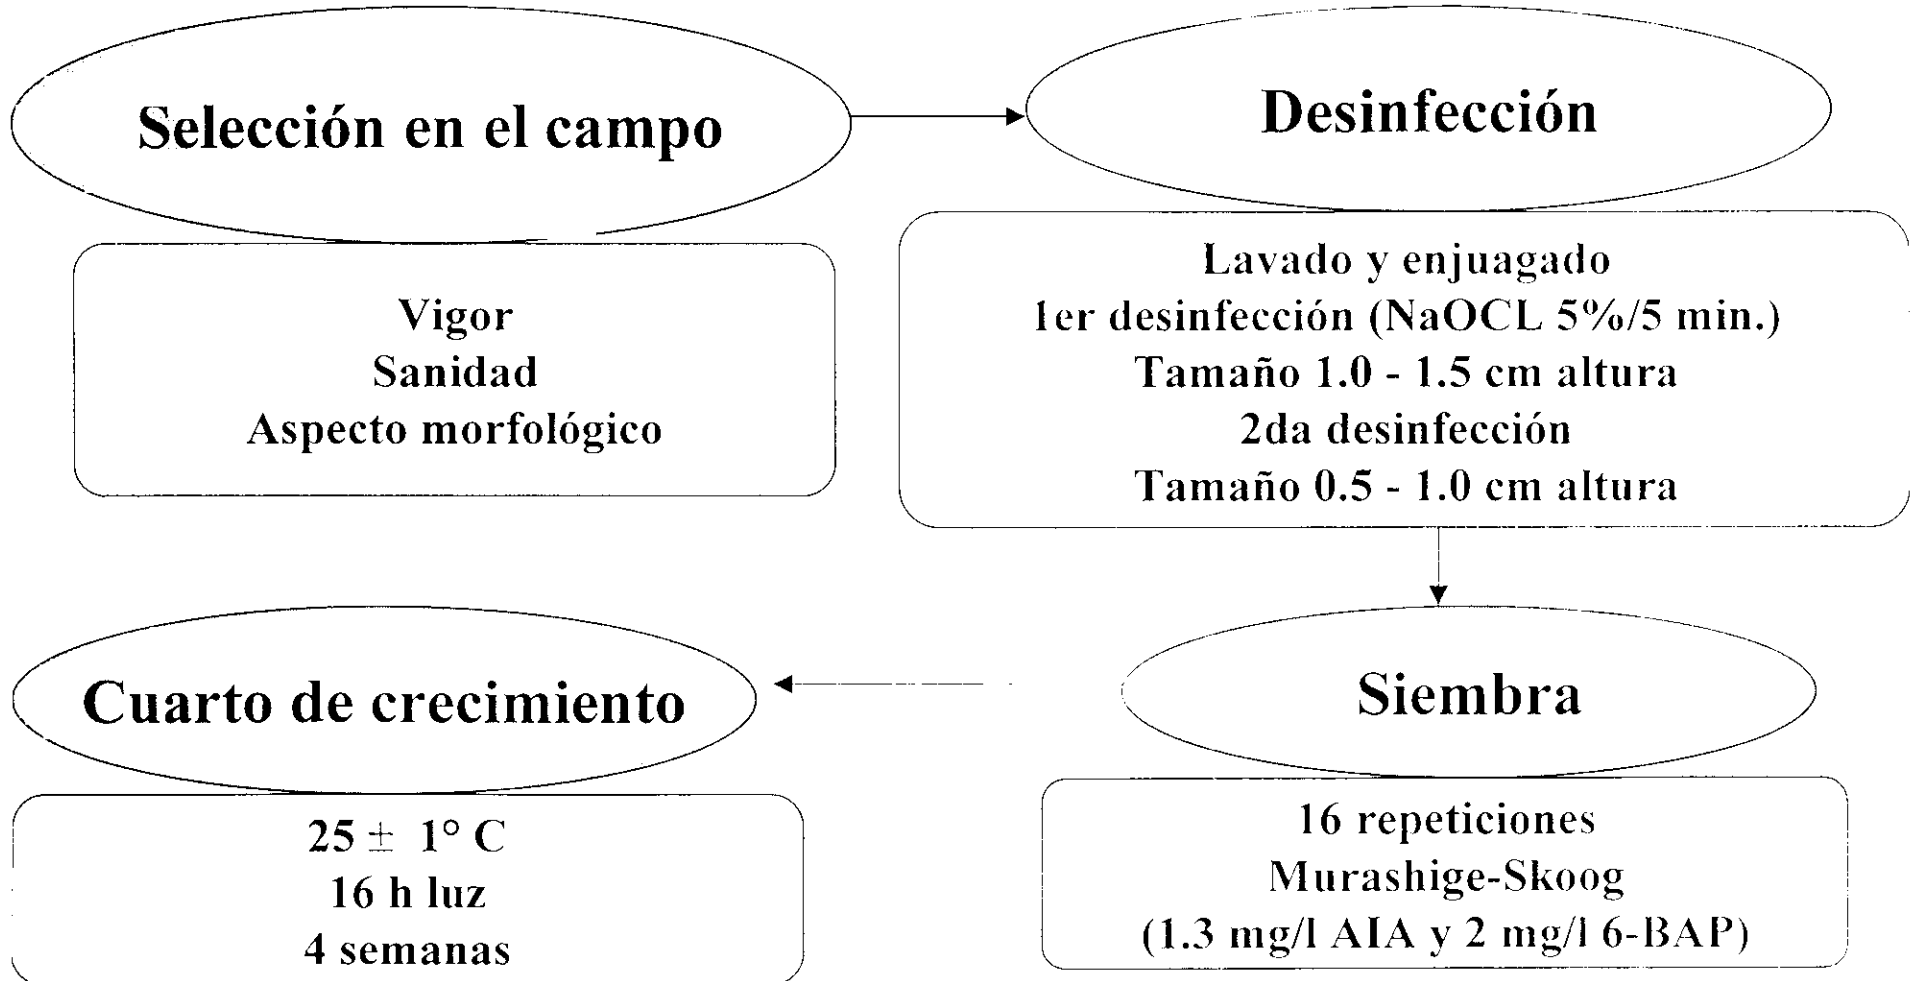 Selección en el campo
Vigor
Sanidad
Aspecto morfológico
Desinfección
Lavado y enjuagado
1er desinfección (NaOCL 5%/5 min.)
Tamaño 1.0 - 1.5 cm altura
2da desinfección
Tamaño 0.5 - 1.0 cm altura
Siembra
16 repeticiones
Murashige-Skoog
(1.3 mg/l AIA y 2 mg/l 6-BAP)
Cuarto de crecimiento
25 ± 1° C
16 h luz
4 semanas